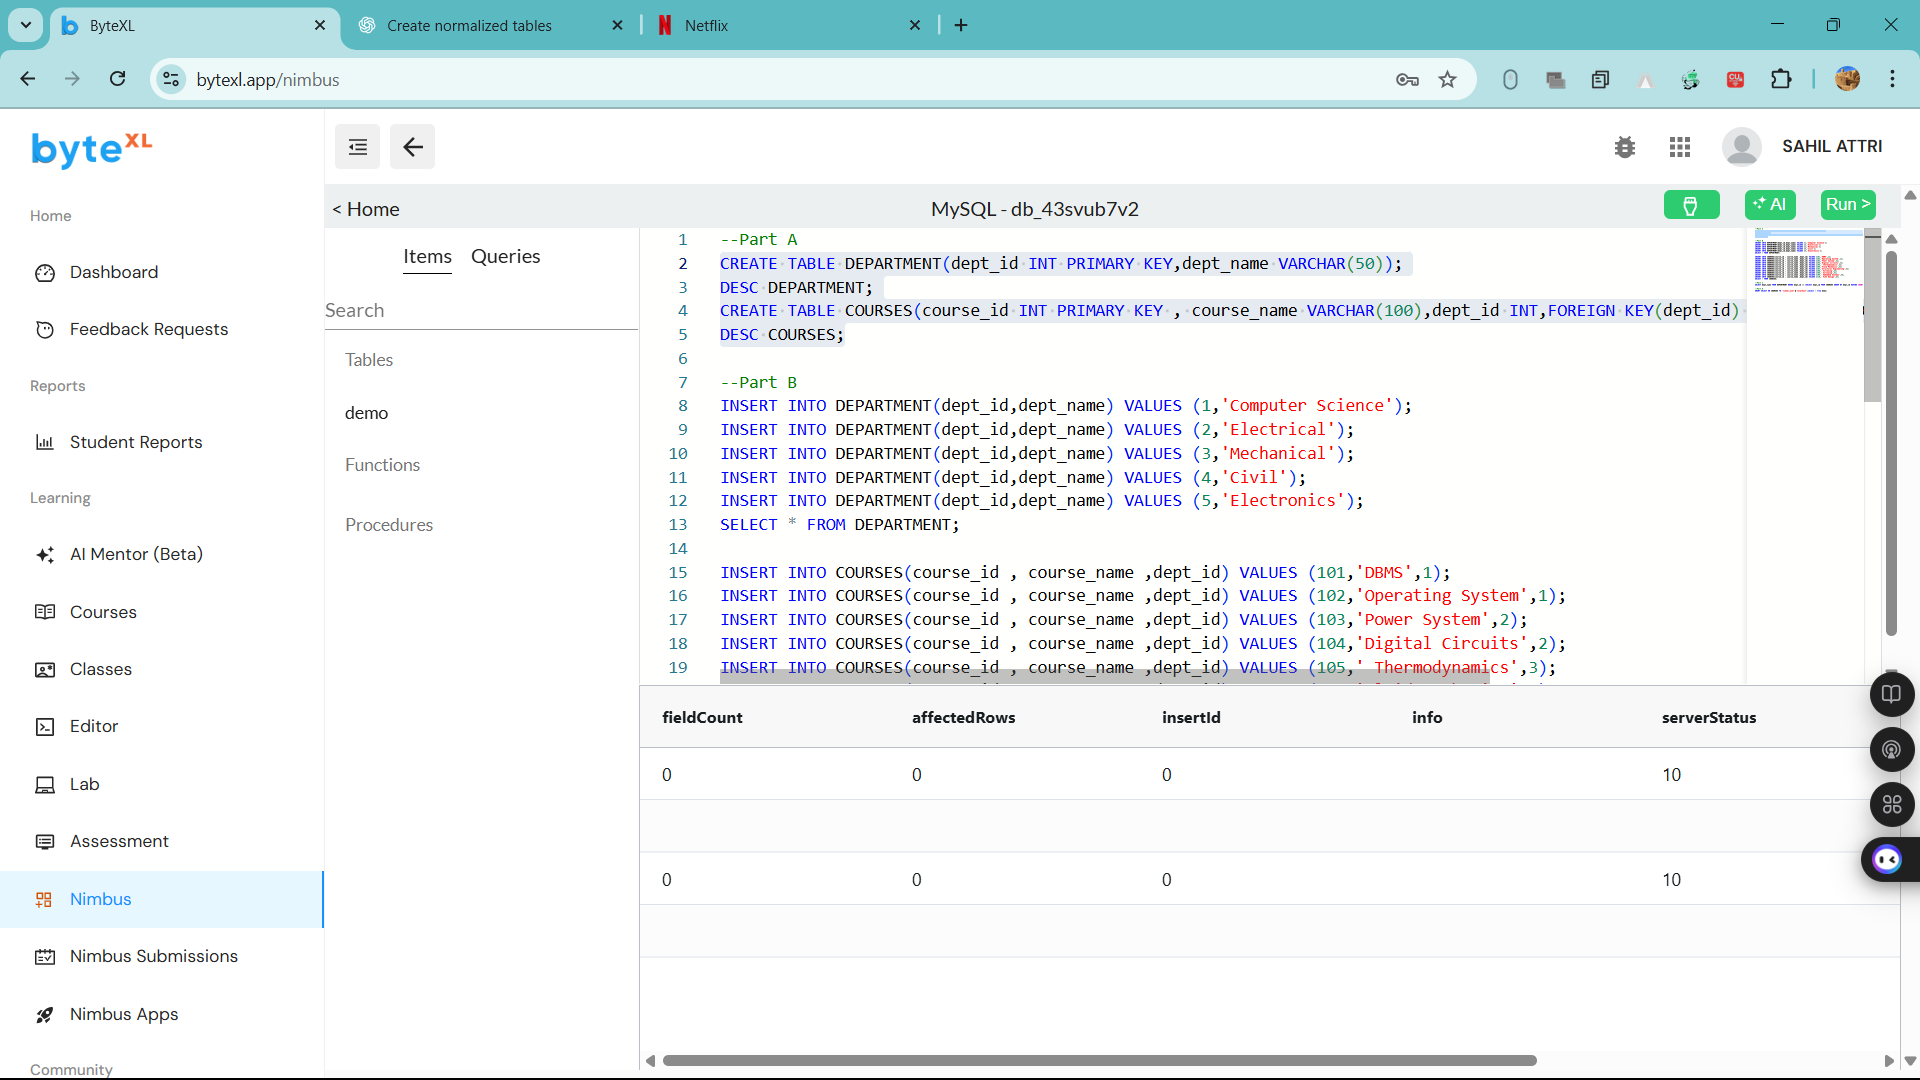 ByteXL
Create normalized tables
Netflix
bytexl.app/nimbus
byteXL
SAHIL ATTRI
Home
Dashboard
Feedback Requests
Reports
Student Reports
Learning
AI Mentor (Beta)
Courses
Classes
Editor
Lab
Assessment
Nimbus
Nimbus Submissions
Nimbus Apps
Community
< Home
MySQL - db_43svub7v2
AI
Run >
Items Queries
Search
Tables
demo
Functions
Procedures
1 --Part A
2 CREATE TABLE DEPARTMENT(dept_id INT PRIMARY KEY,dept_name VARCHAR(50));
3 DESC DEPARTMENT;
4 CREATE TABLE COURSES(course_id INT PRIMARY KEY , course_name VARCHAR(100),dept_id INT,FOREIGN KEY(dept_id)
5 DESC COURSES;
6
7 --Part B
8 INSERT INTO DEPARTMENT(dept_id,dept_name) VALUES (1,'Computer Science');
9 INSERT INTO DEPARTMENT(dept_id,dept_name) VALUES (2,'Electrical');
10 INSERT INTO DEPARTMENT(dept_id,dept_name) VALUES (3,'Mechanical');
11 INSERT INTO DEPARTMENT(dept_id,dept_name) VALUES (4,'Civil');
12 INSERT INTO DEPARTMENT(dept_id,dept_name) VALUES (5,'Electronics');
13 SELECT * FROM DEPARTMENT;
14
15 INSERT INTO COURSES(course_id , course_name ,dept_id) VALUES (101,'DBMS',1);
16 INSERT INTO COURSES(course_id , course_name ,dept_id) VALUES (102,'Operating System',1);
17 INSERT INTO COURSES(course_id , course_name ,dept_id) VALUES (103,'Power System',2);
18 INSERT INTO COURSES(course_id , course_name ,dept_id) VALUES (104,'Digital Circuits',2);
19 INSERT INTO COURSES(course_id , course_name ,dept_id) VALUES (105,' Thermodynamics',3);
fieldCount affectedRows insertId info serverStatus
0 0 0 10
0 0 0 10